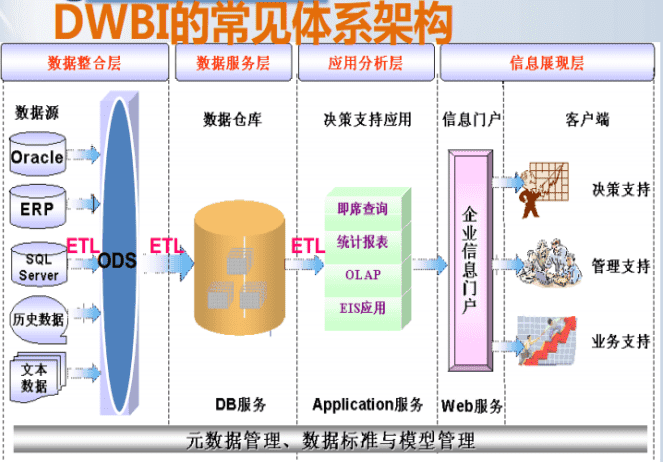 DWBI的常见体系架构
数据整合层
数据服务层
应用分析层
信息展现层
数据源
数据仓库
决策支持应用
信息门户
客户端
Oracle
ERP
SQL
Server
历史数据
文本
数据
ETL
ODS
ETL
ETL
即席查询
统计报表
OLAP
EIS应用
企业信息门户
决策支持
管理支持
业务支持
DB服务
Application服务
Web服务
元数据管理、数据标准与模型管理